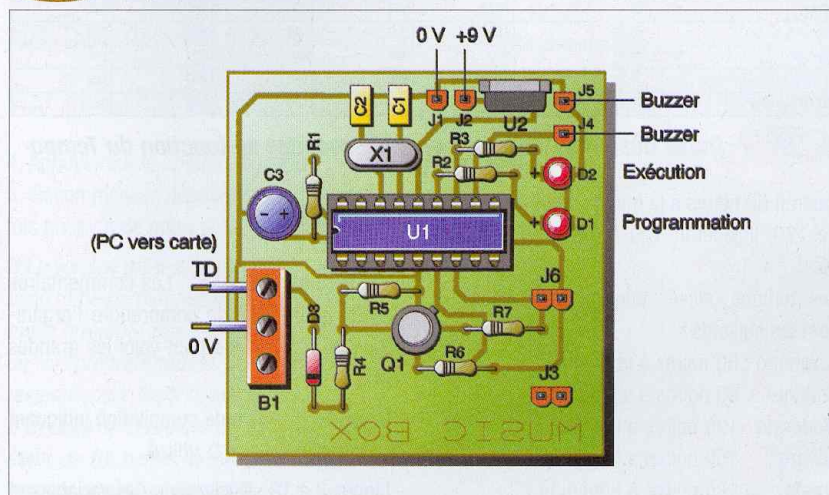 0 V +9 V
C2
C1
J1
J2
U2
J5
Buzzer
J4
Buzzer
R1
X1
R3
R2
D2
Exécution
C3
+
- +
U1
+
D1
Programmation
(PC vers carte)
TD
0 V
B1
D3
R4
R5
Q1
R7
R6
J6
J3
MUSIC BOX